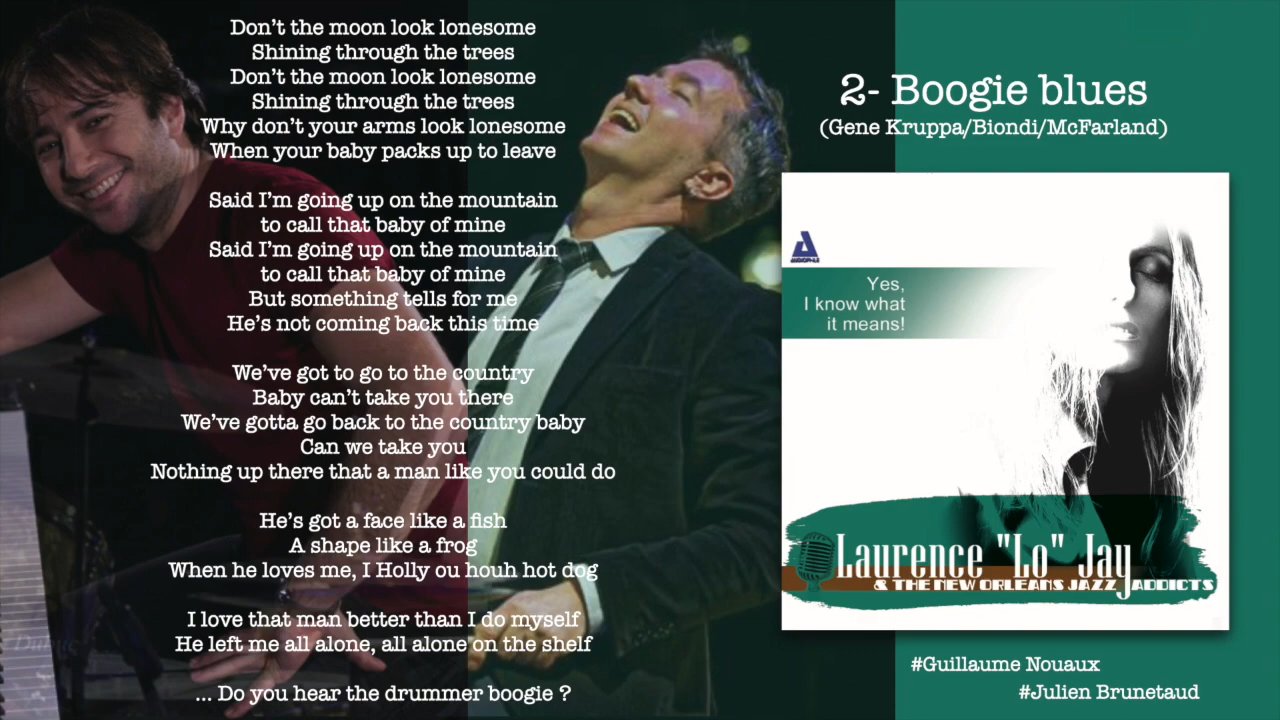 Don't the moon look lonesome
Shining through the trees
Don't the moon look lonesome
Shining through the trees
Why don't your arms look lonesome
When your baby packs up to leave
Said I'm going up on the mountain
to call that baby of mine
Said I'm going up on the mountain
to call that baby of mine
But something tells for me
He's not coming back this time
We've got to go to the country
Baby can't take you there
We've gotta go back to the country baby
Can we take you
Nothing up there that a man like you could do
He's got a face like a fish
A shape like a frog
When he loves me, I Holly ou houh hot dog
I love that man better than I do myself
He left me all alone, all alone on the shelf
... Do you hear the drummer boogie ?
2- Boogie blues
(Gene Kruppa/Biondi/McFarland)
AUDIOPHILE
Yes,
I know what
it means!
Laurence "Lo" Jay
& THE NEW ORLEANS JAZZ ADDICTS
#Guillaume Nouaux
#Julien Brunetaud